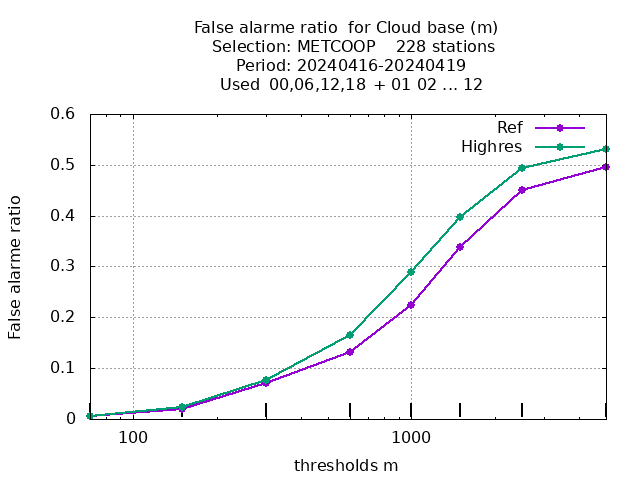 False alarme ratio  for Cloud base (m)
Selection: METCOOP    228 stations
Period: 20240416-20240419
Used  00,06,12,18  + 01 02 ... 12
Ref
Highres
False alarme ratio
0.6
0.5
0.4
0.3
0.2
0.1
0
100 1000
thresholds m